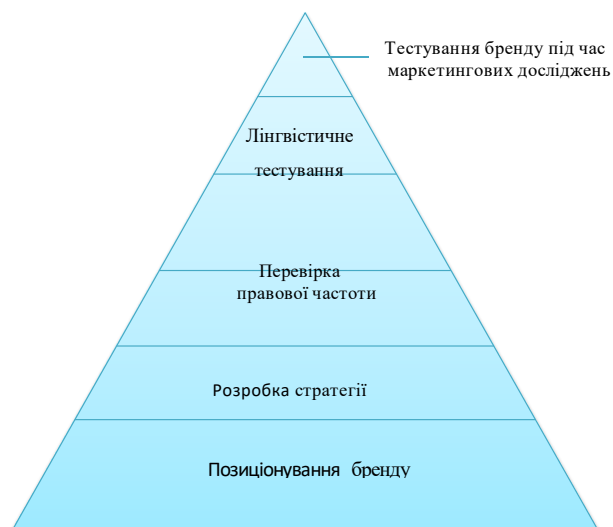 Тестування бренду під час
маркетингових досліджень
Лінгвістичне
тестування
Перевірка
правової частоти
Розробка стратегії
Позиціонування бренду